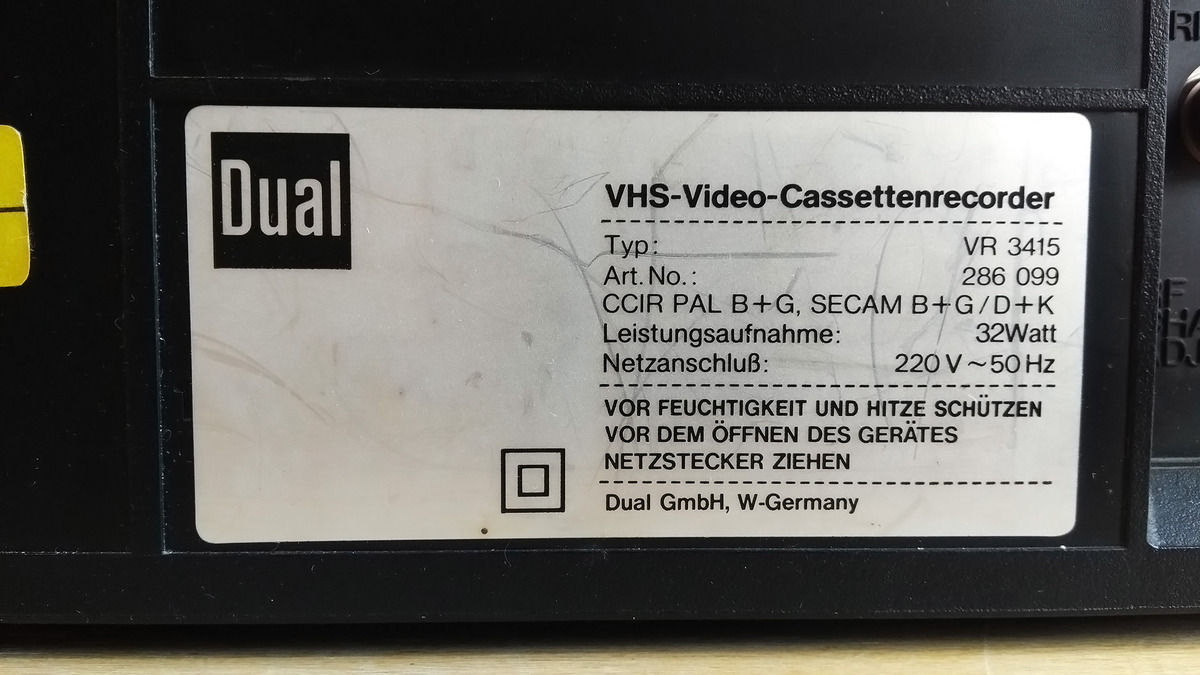 Dual
VHS-Video-Cassettenrecorder
Typ: VR 3415
Art. No.: 286 099
CCIR PAL B+G, SECAM B+G/D+K
Leistungsaufnahme: 32Watt
Netzanschluß: 220 V ~ 50 Hz
VOR FEUCHTIGKEIT UND HITZE SCHÜTZEN
VOR DEM ÖFFNEN DES GERÄTES
NETZSTECKER ZIEHEN
Dual GmbH, W-Germany